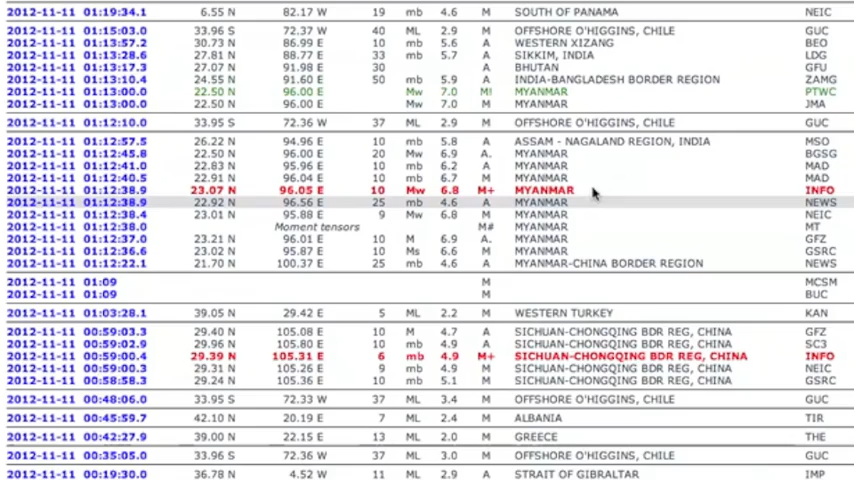 2012-11-11 01:19:34.1 6.55 N 82.17 W 19 mb 4.6 M SOUTH OF PANAMA NEIC
2012-11-11 01:15:03.0 33.96 S 72.37 W 40 ML 2.9 M OFFSHORE O'HIGGINS, CHILE GUC
2012-11-11 01:13:57.2 30.73 N 86.99 E 10 mb 5.6 A WESTERN XIZANG BEO
2012-11-11 01:13:28.6 27.81 N 88.77 E 33 mb 5.7 A SIKKIM, INDIA LDG
2012-11-11 01:13:17.3 27.07 N 91.98 E 30 A BHUTAN GFU
2012-11-11 01:13:10.4 24.55 N 91.60 E 50 mb 5.9 A INDIA-BANGLADESH BORDER REGION ZAMG
2012-11-11 01:13:00.0 22.50 N 96.00 E Mw 7.0 M! MYANMAR PTWC
2012-11-11 01:13:00.0 22.50 N 96.00 E Mw 7.0 M MYANMAR JMA
2012-11-11 01:12:10.0 33.95 S 72.36 W 37 ML 2.9 M OFFSHORE O'HIGGINS, CHILE GUC
2012-11-11 01:12:57.5 26.22 N 94.96 E 10 mb 5.8 A ASSAM - NAGALAND REGION, INDIA MSO
2012-11-11 01:12:45.8 22.50 N 96.00 E 20 Mw 6.9 A. MYANMAR BGSG
2012-11-11 01:12:41.0 22.83 N 95.96 E 10 mb 6.2 A MYANMAR MAD
2012-11-11 01:12:40.5 22.91 N 96.04 E 10 mb 6.7 M MYANMAR MAD
2012-11-11 01:12:38.9 23.07 N 96.05 E 10 Mw 6.8 M+ MYANMAR INFO
2012-11-11 01:12:38.9 22.92 N 96.56 E 25 mb 4.6 A MYANMAR NEWS
2012-11-11 01:12:38.4 23.01 N 95.88 E 9 Mw 6.8 M MYANMAR NEIC
2012-11-11 01:12:38.0 Moment tensors M# MYANMAR MT
2012-11-11 01:12:37.0 23.21 N 96.01 E 10 M 6.9 A. MYANMAR GFZ
2012-11-11 01:12:36.6 23.02 N 95.87 E 10 Ms 6.6 M MYANMAR GSRC
2012-11-11 01:12:22.1 21.70 N 100.37 E 25 mb 4.6 A MYANMAR-CHINA BORDER REGION NEWS
2012-11-11 01:09 M MCSM
2012-11-11 01:09 M BUC
2012-11-11 01:03:28.1 39.05 N 29.42 E 5 ML 2.2 M WESTERN TURKEY KAN
2012-11-11 00:59:03.3 29.40 N 105.08 E 10 M 4.7 A SICHUAN-CHONGQING BDR REG, CHINA GFZ
2012-11-11 00:59:02.9 29.96 N 105.80 E 10 mb 4.9 A SICHUAN-CHONGQING BDR REG, CHINA SC3
2012-11-11 00:59:00.4 29.39 N 105.31 E 6 mb 4.9 M+ SICHUAN-CHONGQING BDR REG, CHINA INFO
2012-11-11 00:59:00.3 29.31 N 105.26 E 9 mb 4.9 M SICHUAN-CHONGQING BDR REG, CHINA NEIC
2012-11-11 00:58:58.3 29.24 N 105.36 E 10 mb 5.1 M SICHUAN-CHONGQING BDR REG, CHINA GSRC
2012-11-11 00:48:06.0 33.95 S 72.33 W 37 ML 3.4 M OFFSHORE O'HIGGINS, CHILE GUC
2012-11-11 00:45:59.7 42.10 N 20.19 E 7 ML 2.4 M ALBANIA TIR
2012-11-11 00:42:27.9 39.00 N 22.15 E 13 ML 2.0 M GREECE THE
2012-11-11 00:35:05.0 33.96 S 72.36 W 37 ML 3.0 M OFFSHORE O'HIGGINS, CHILE GUC
2012-11-11 00:19:30.0 36.78 N 4.52 W 11 ML 2.9 A STRAIT OF GIBRALTAR IMP